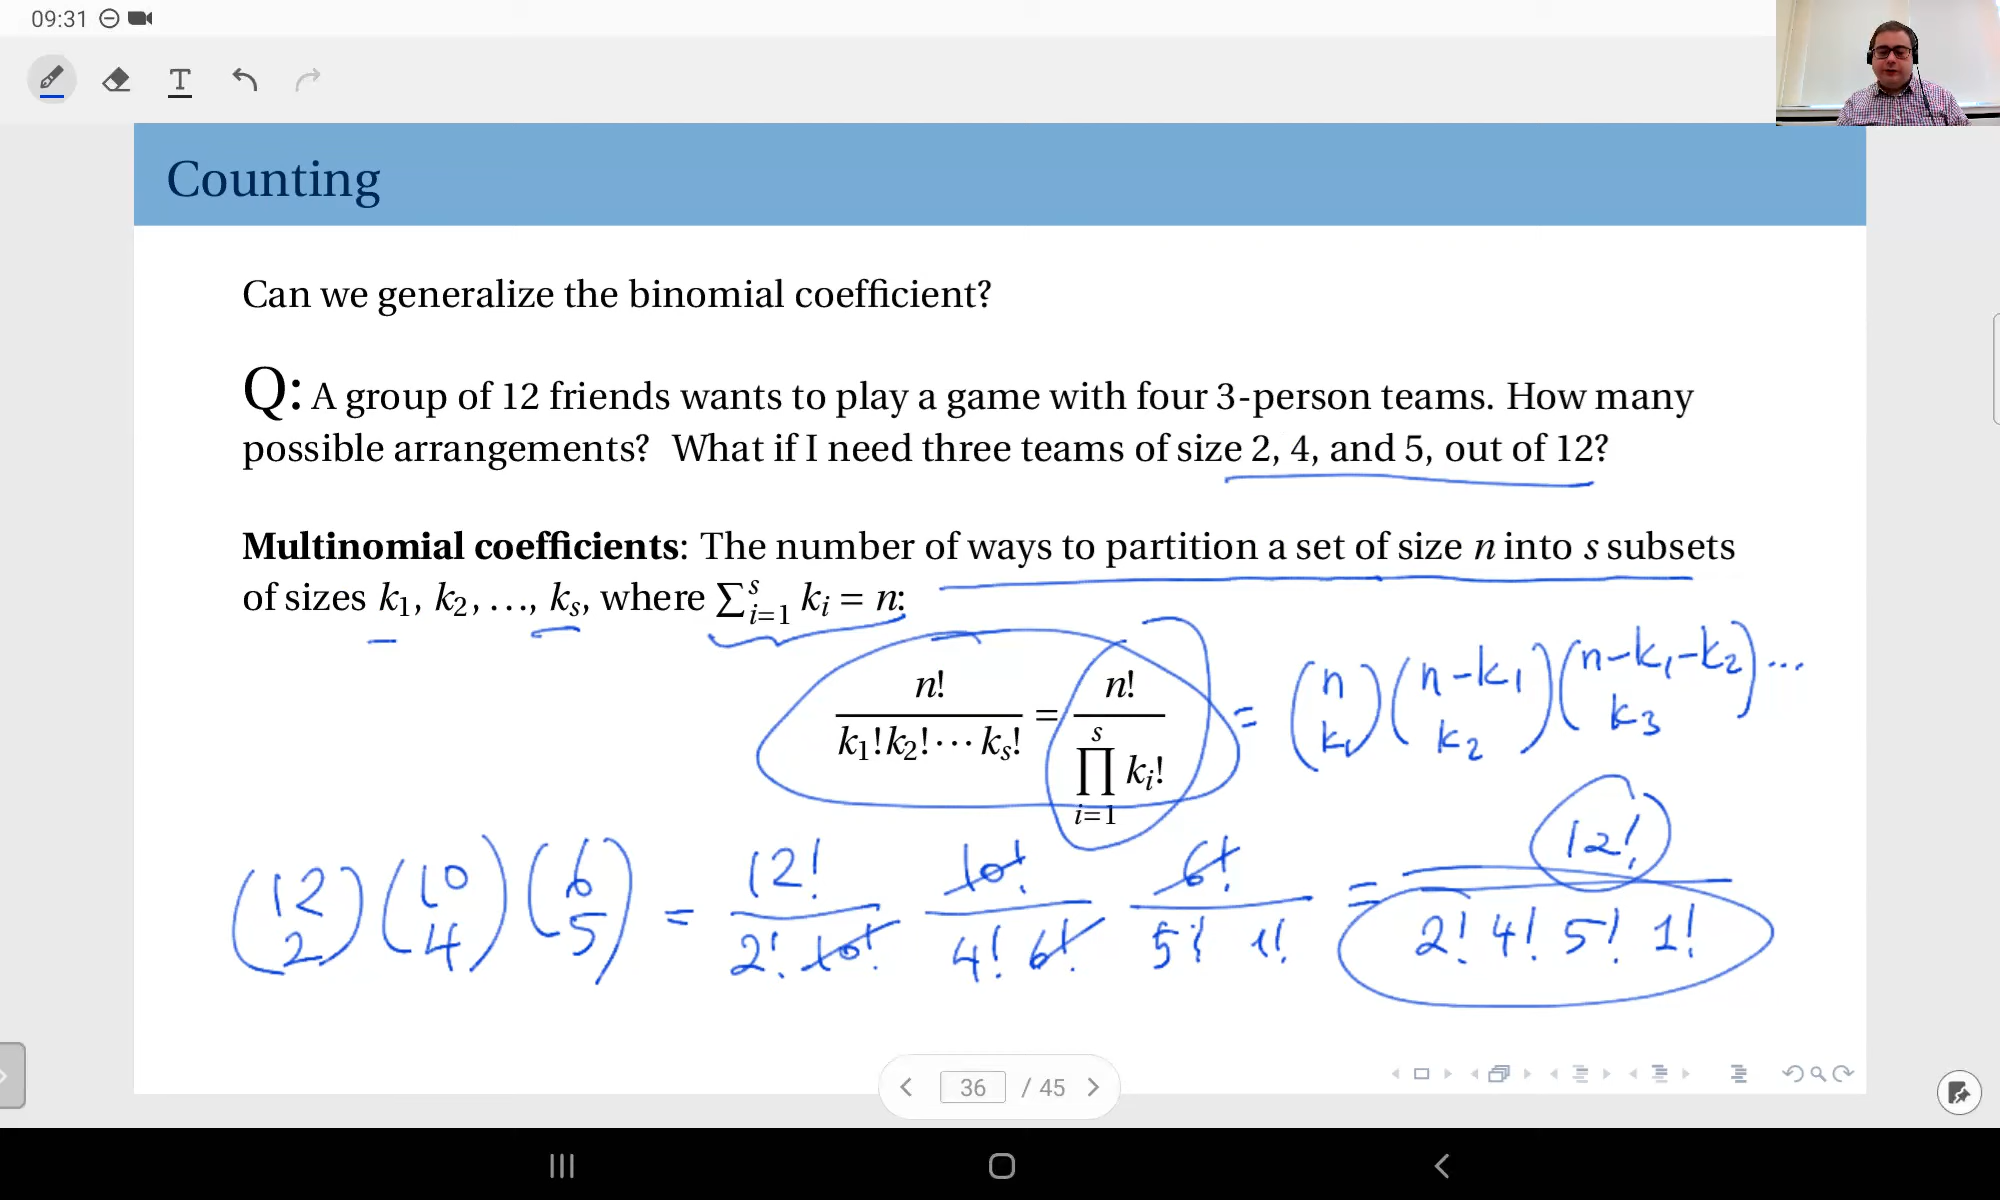 09:31
T
Counting
Can we generalize the binomial coefficient?
Q: A group of 12 friends wants to play a game with four 3-person teams. How many
possible arrangements? What if I need three teams of size 2, 4, and 5, out of 12?
Multinomial coefficients: The number of ways to partition a set of size n into s subsets
of sizes k₁, k₂, …, kₛ, where ∑ˢᵢ₌₁ kᵢ = n:
n! / (k₁!k₂!⋯kₛ!) = n! / ∏ˢᵢ₌₁ kᵢ! = (n k₁) (n-k₁ k₂) (n-k₁-k₂ k₃) ...
(12 2) (10 4) (6 5) = 12! / (2! 10!) 10! / (4! 6!) 6! / (5! 1!) = 12! / (2! 4! 5! 1!)
36 / 45